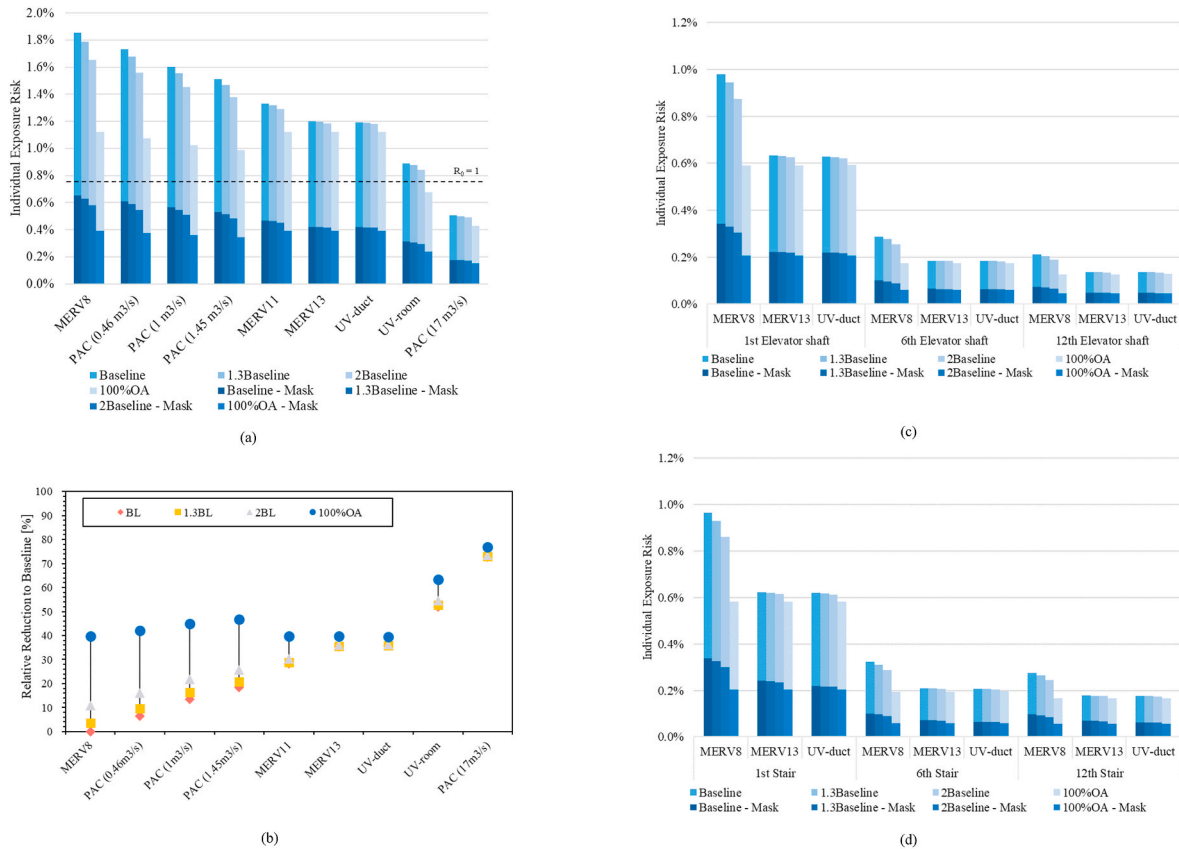 2.0%
1.8%
1.6%
1.4%
1.2%
1.0%
0.8%
0.6%
0.4%
0.2%
0.0%
Individual Exposure Risk
R0 = 1
MERV8
PAC (0.46 m3/s)
PAC (1 m3/s)
PAC (1.45 m3/s)
MERV11
MERV13
UV-duct
UV-room
PAC (17 m3/s)
Baseline 1.3Baseline 2Baseline
100%OA Baseline - Mask 1.3Baseline - Mask
2Baseline - Mask 100%OA - Mask
(a)
100
90
80
70
60
50
40
30
20
10
0
Relative Reduction to Baseline [%]
BL 1.3BL 2BL 100%OA
MERV8
PAC (0.46m3/s)
PAC (1m3/s)
PAC (1.45m3/s)
MERV11
MERV13
UV-duct
UV-room
PAC (17m3/s)
(b)
1.2%
1.0%
0.8%
0.6%
0.4%
0.2%
0.0%
Individual Exposure Risk
MERV8 MERV13 UV-duct MERV8 MERV13 UV-duct MERV8 MERV13 UV-duct
1st Elevator shaft 6th Elevator shaft 12th Elevator shaft
Baseline 1.3Baseline 2Baseline 100%OA
Baseline - Mask 1.3Baseline - Mask 2Baseline - Mask 100%OA - Mask
(c)
1.2%
1.0%
0.8%
0.6%
0.4%
0.2%
0.0%
Individual Exposure Risk
MERV8 MERV13 UV-duct MERV8 MERV13 UV-duct MERV8 MERV13 UV-duct
1st Stair 6th Stair 12th Stair
Baseline 1.3Baseline 2Baseline 100%OA
Baseline - Mask 1.3Baseline - Mask 2Baseline - Mask 100%OA - Mask
(d)